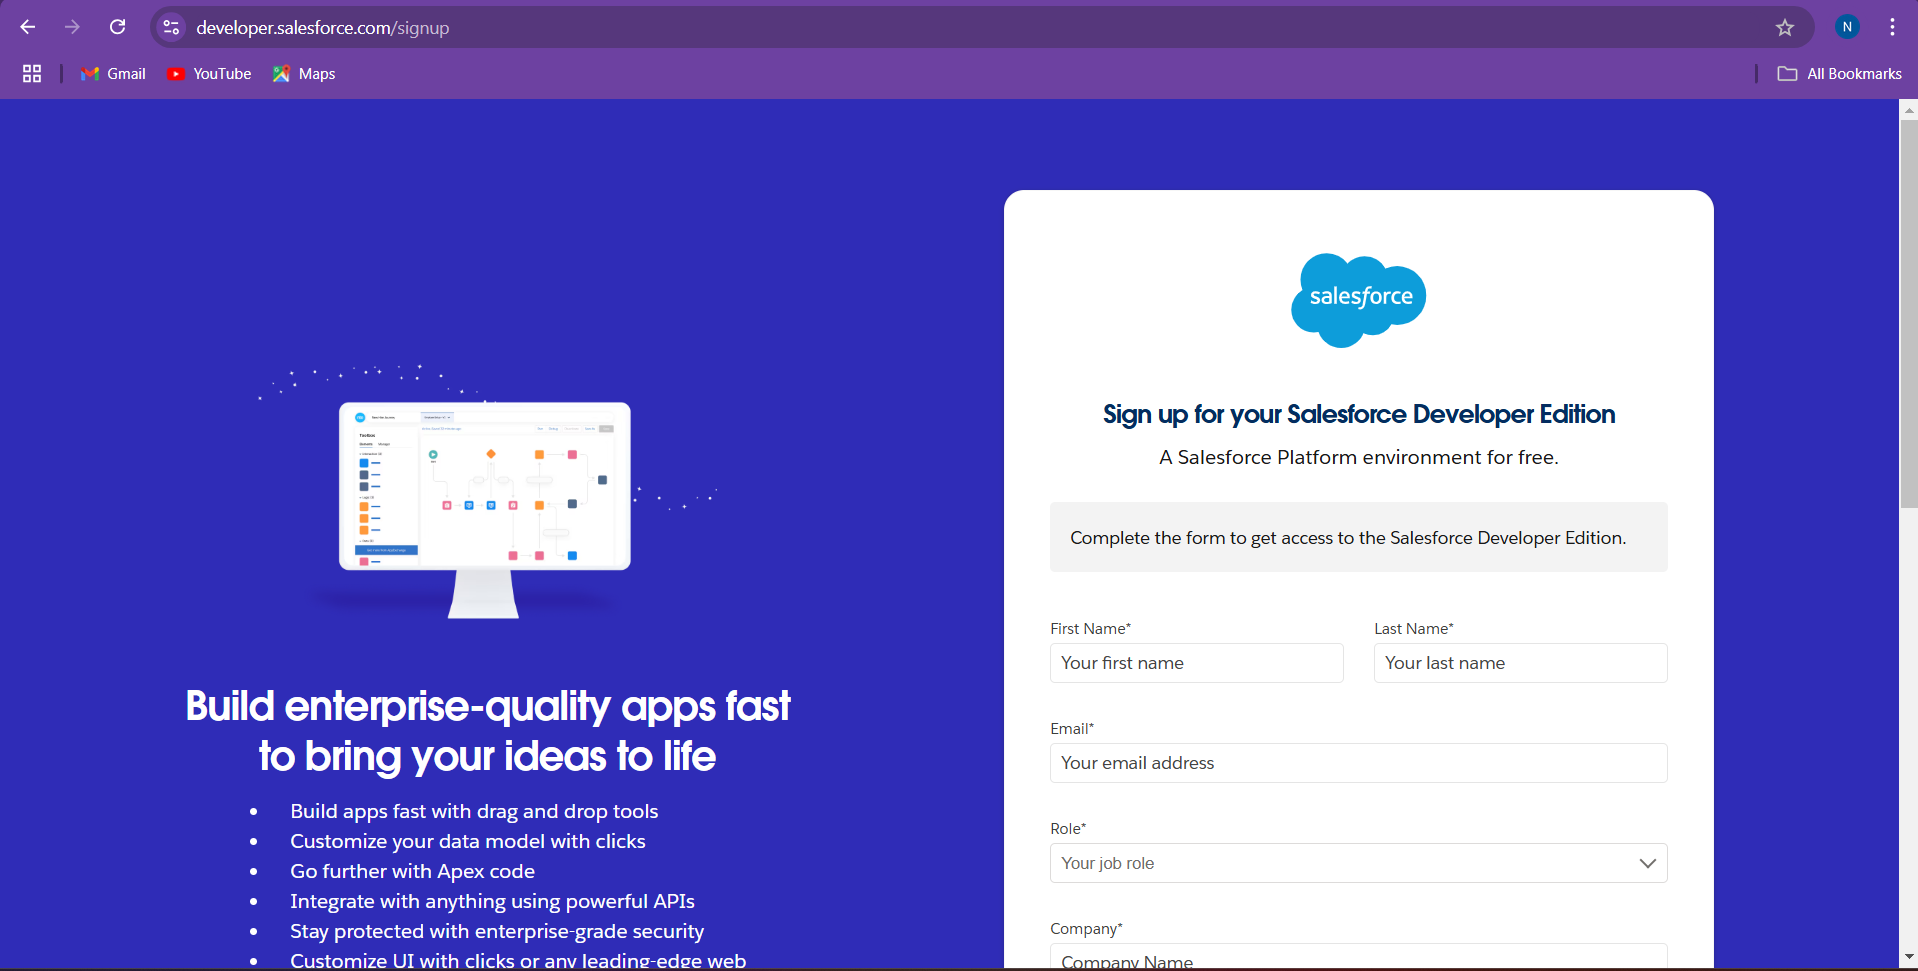 developer.salesforce.com/signup
N
Gmail
YouTube
Maps
All Bookmarks
salesforce
Sign up for your Salesforce Developer Edition
A Salesforce Platform environment for free.
Complete the form to get access to the Salesforce Developer Edition.
First Name*
Last Name*
Your first name
Your last name
Email*
Your email address
Role*
Your job role
Company*
Company Name
Toolbox
Build enterprise-quality apps fast
to bring your ideas to life
• Build apps fast with drag and drop tools
• Customize your data model with clicks
• Go further with Apex code
• Integrate with anything using powerful APIs
• Stay protected with enterprise-grade security
• Customize UI with clicks or any leading-edge web